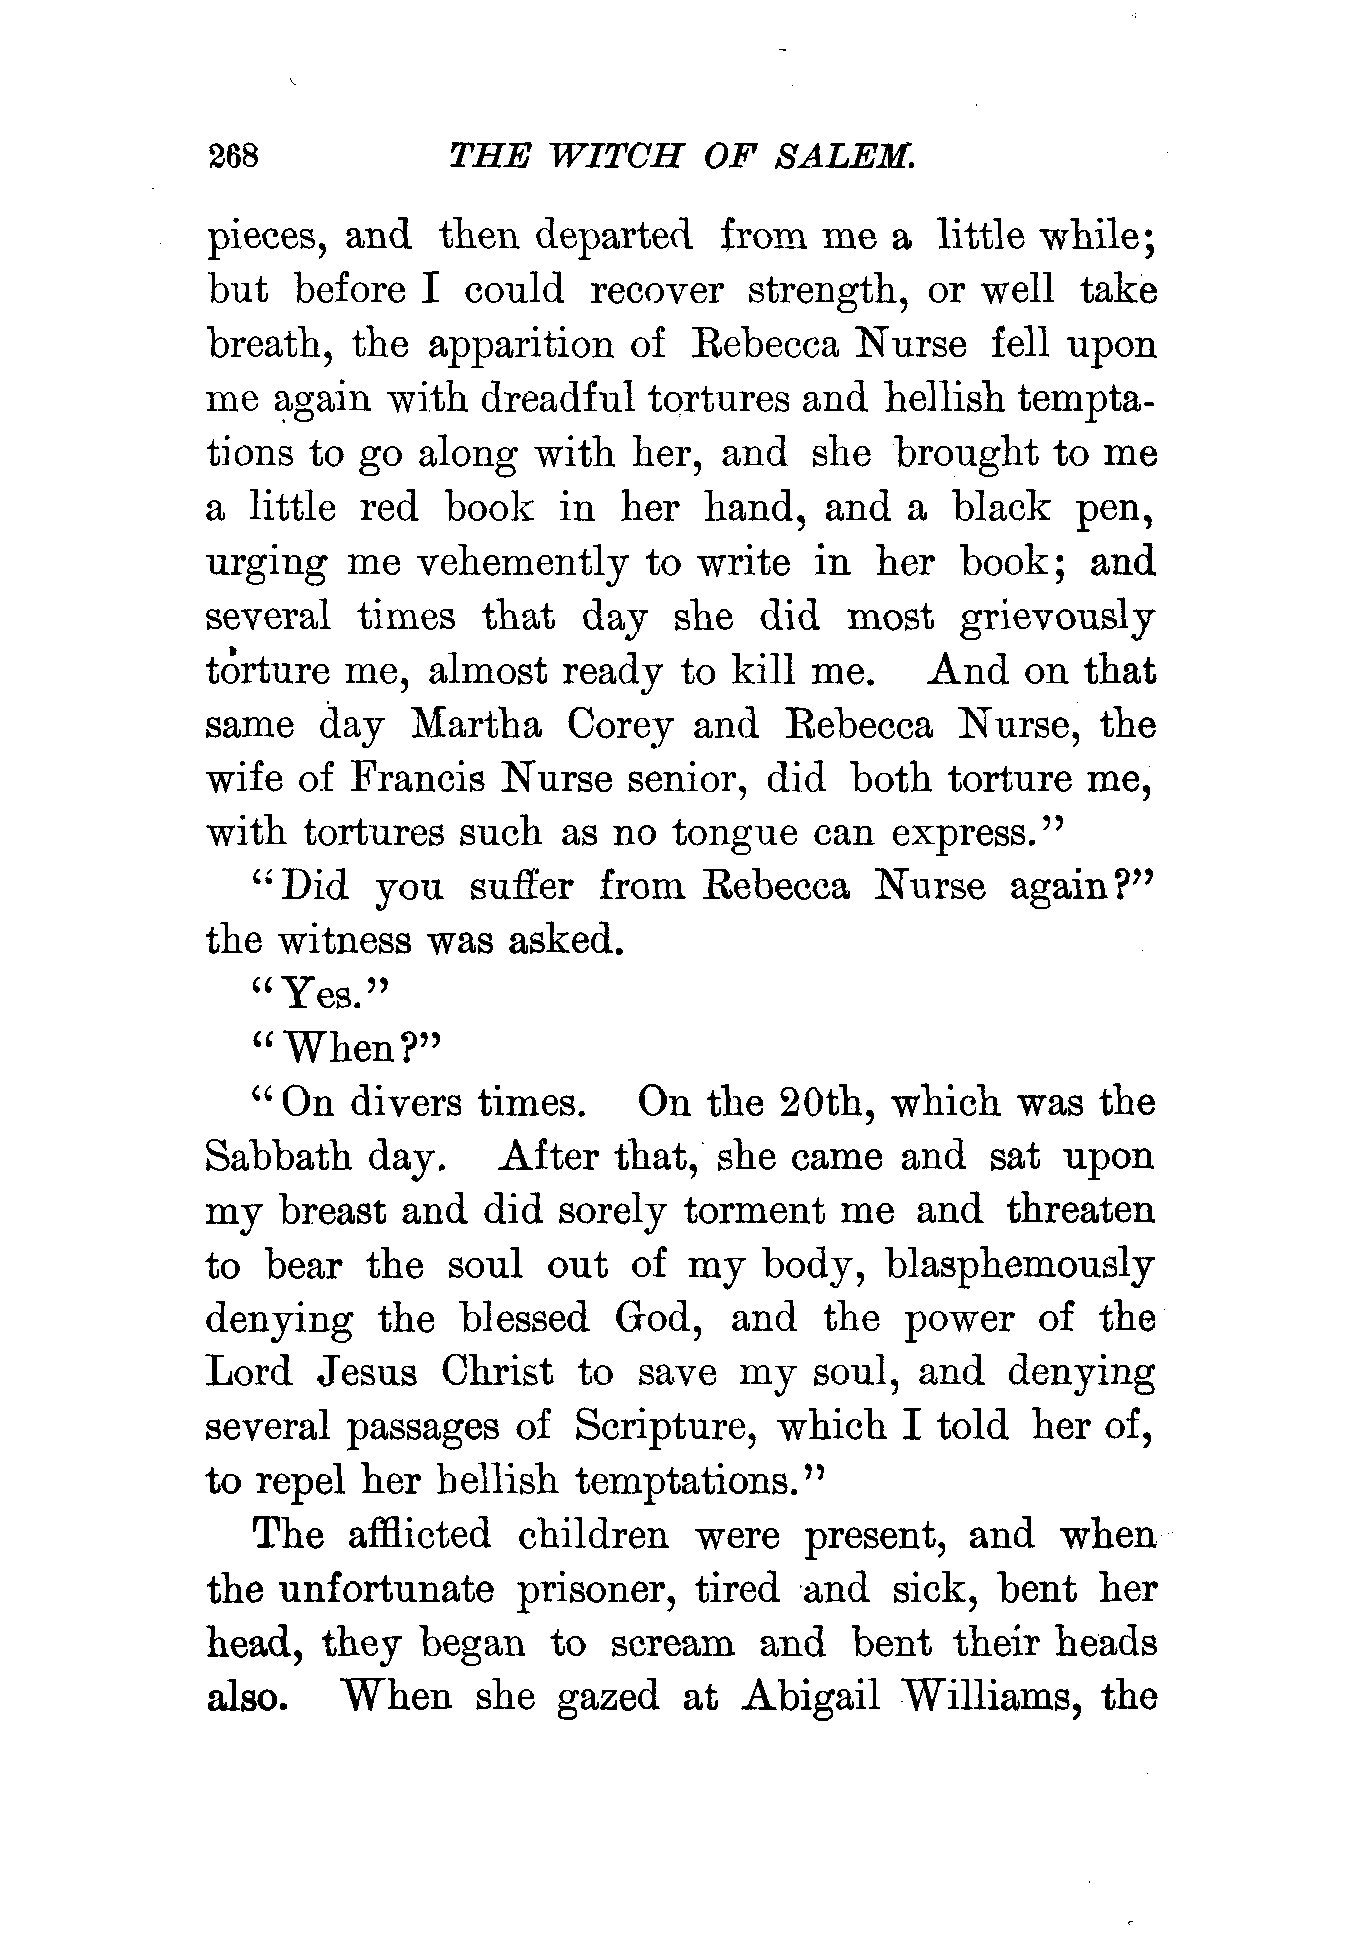 268 THE WITCH OF SALEM.
pieces, and then departed from me a little while;
but before I could recover strength, or well take
breath, the apparition of Rebecca Nurse fell upon
me again with dreadful tortures and hellish tempta-
tions to go along with her, and she brought to me
a little red book in her hand, and a black pen,
urging me vehemently to write in her book; and
several times that day she did most grievously
torture me, almost ready to kill me. And on that
same day Martha Corey and Rebecca Nurse, the
wife of Francis Nurse senior, did both torture me,
with tortures such as no tongue can express."
"Did you suffer from Rebecca Nurse again?"
the witness was asked.
"Yes."
"When?"
"On divers times. On the 20th, which was the
Sabbath day. After that, she came and sat upon
my breast and did sorely torment me and threaten
to bear the soul out of my body, blasphemously
denying the blessed God, and the power of the
Lord Jesus Christ to save my soul, and denying
several passages of Scripture, which I told her of,
to repel her hellish temptations."
The afflicted children were present, and when
the unfortunate prisoner, tired and sick, bent her
head, they began to scream and bent their heads
also. When she gazed at Abigail Williams, the